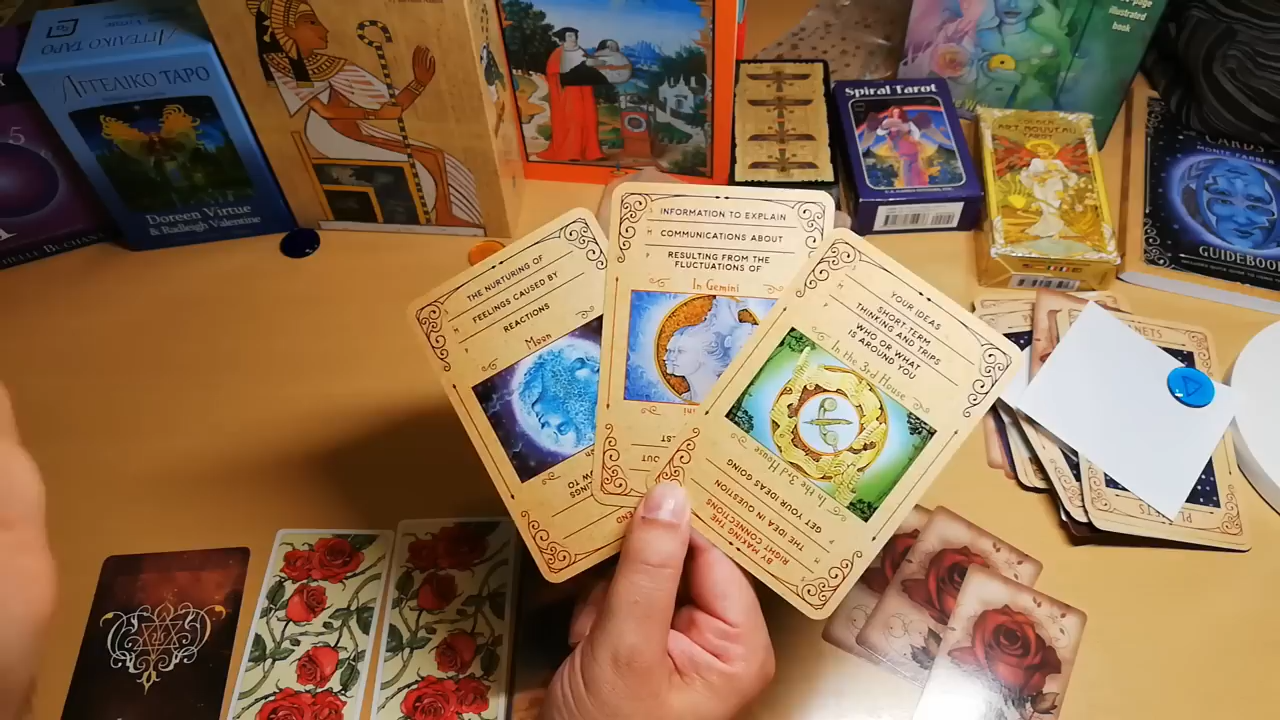 ΑΓΓΕΛΙΚΟ ΤΑΡΟ
Doreen Virtue
& Radleigh Valentine
5
Spiral Tarot
illustrated
book
ART NOUVEAU
TAROT
CARDS
MONTE FARBER
GUIDEBOOK
THE NURTURING OF
FEELINGS CAUSED BY
REACTIONS
Moon
INFORMATION TO EXPLAIN
COMMUNICATIONS ABOUT
RESULTING FROM THE
FLUCTUATIONS OF
In Gemini
YOUR IDEAS
SHORT-TERM
THINKING AND TRIPS
WHO OR WHAT
IS AROUND YOU
In the 3rd House
In the 3rd House
GET YOUR IDEAS GOING
THE IDEA IN QUESTION
BY MAKING THE
RIGHT CONNECTIONS